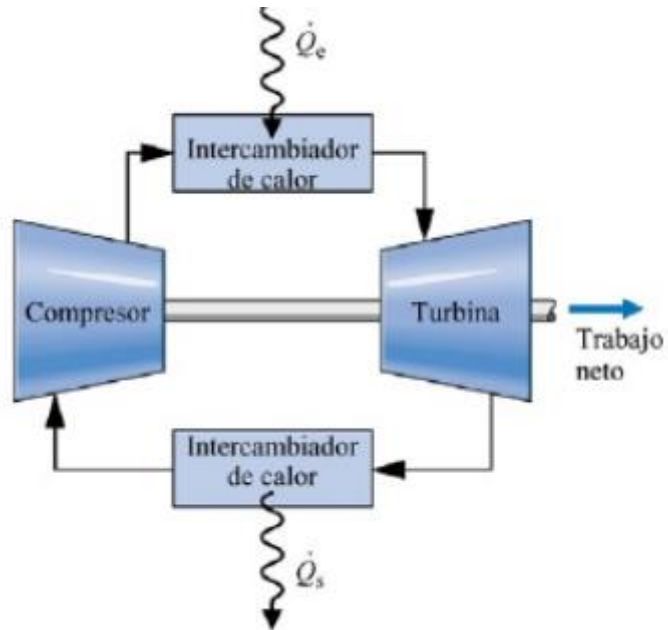 Q̇e
Intercambiador
de calor
Compresor
Turbina
Trabajo
neto
Intercambiador
de calor
Q̇s